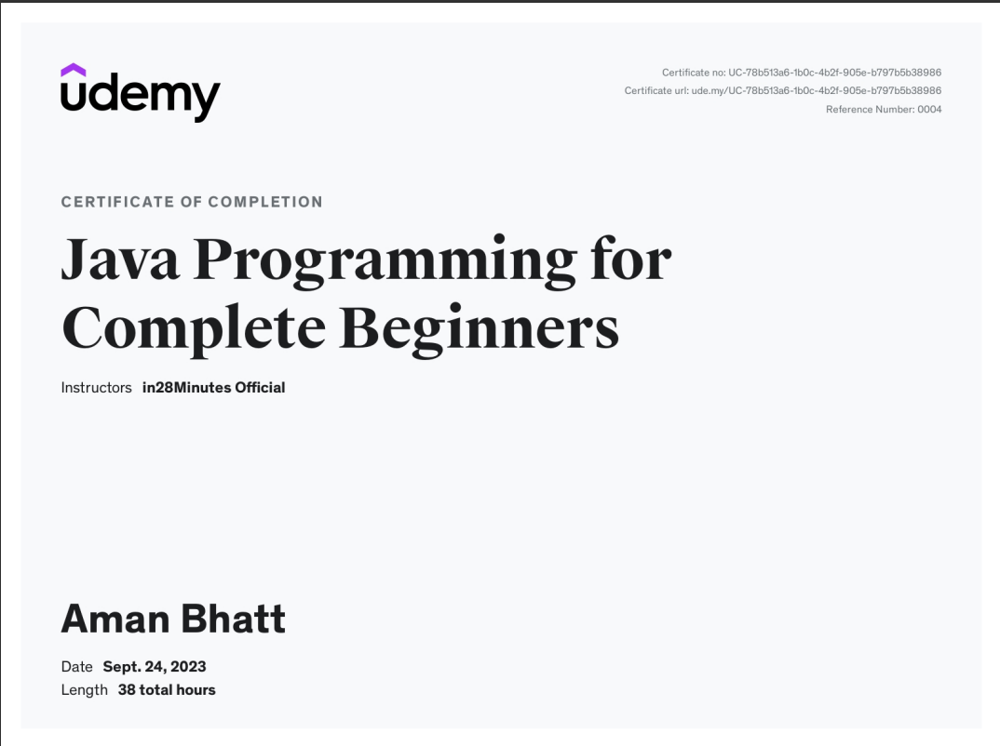 udemy
Certificate no: UC-78b513a6-1b0c-4b2f-905e-b797b5b38986
Certificate url: ude.my/UC-78b513a6-1b0c-4b2f-905e-b797b5b38986
Reference Number: 0004
CERTIFICATE OF COMPLETION
Java Programming for
Complete Beginners
Instructors in28Minutes Official
Aman Bhatt
Date Sept. 24, 2023
Length 38 total hours